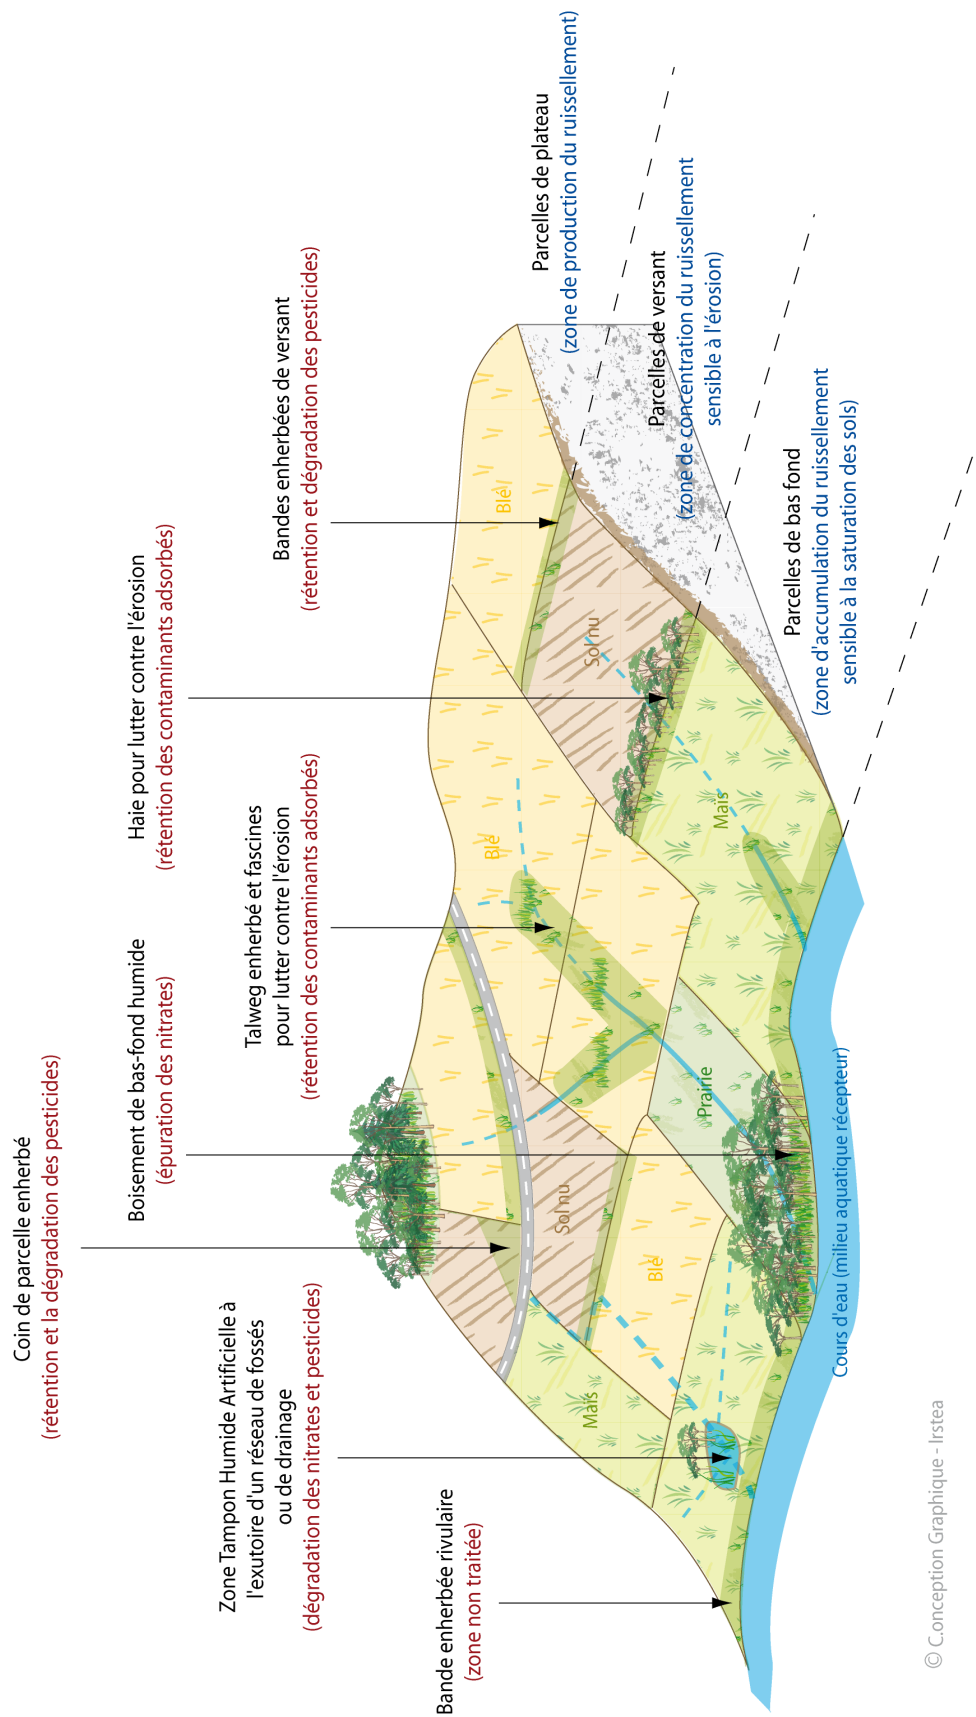 Coin de parcelle enherbé
(rétention et la dégradation des pesticides)
Boisement de bas-fond humide
(épuration des nitrates)
Haie pour lutter contre l'érosion
(rétention des contaminants adsorbés)
Zone Tampon Humide Artificielle à
l'exutoire d'un réseau de fossés
ou de drainage
(dégradation des nitrates et pesticides)
Talweg enherbé et fascines
pour lutter contre l'érosion
(rétention des contaminants adsorbés)
Bandes enherbées de versant
(rétention et dégradation des pesticides)
Bande enherbée rivulaire
(zone non traitée)
Blé
Blé
Sol nu
Sol nu
Maïs
Blé
Prairie
Maïs
Parcelles de plateau
(zone de production du ruissellement)
Parcelles de versant
(zone de concentration du ruissellement
sensible à l'érosion)
Parcelles de bas fond
(zone d'accumulation du ruissellement
sensible à la saturation des sols)
Cours d'eau (milieu aquatique récepteur)
© C.onception Graphique - Irstea